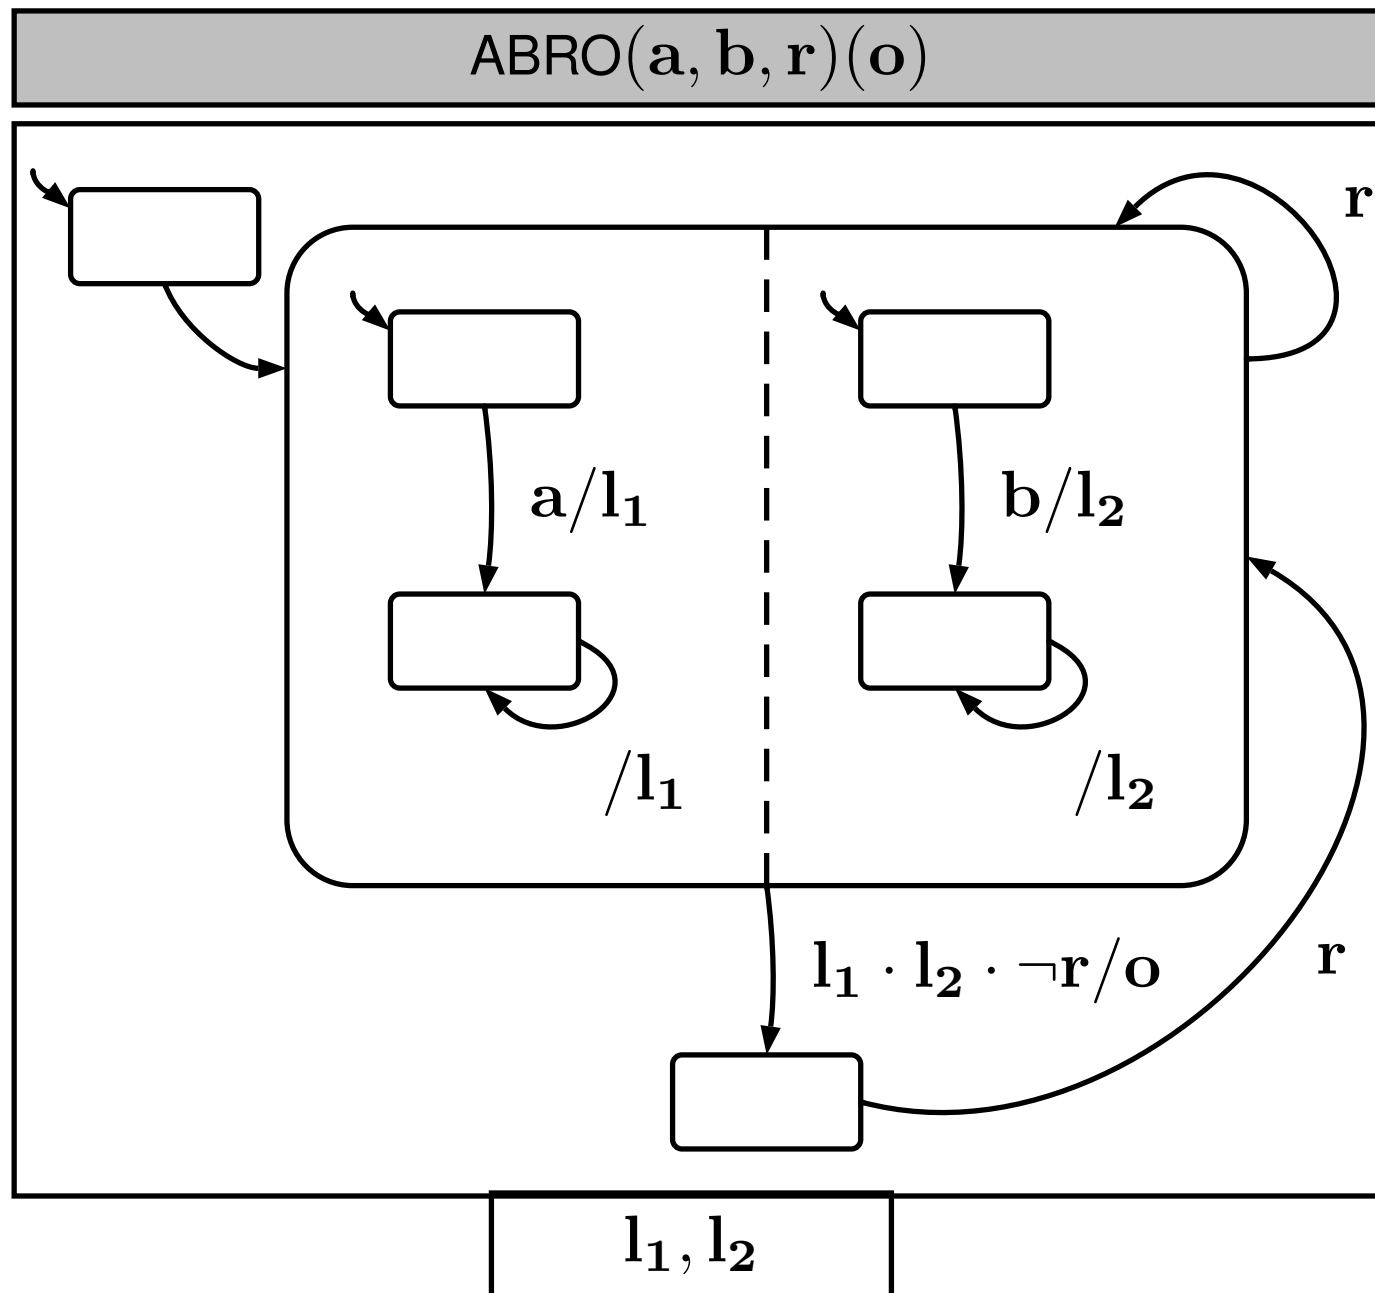 ABRO(a, b, r)(o)
r
a/l₁
b/l₂
/l₁
/l₂
l₁ · l₂ · ¬r/o
r
l₁, l₂